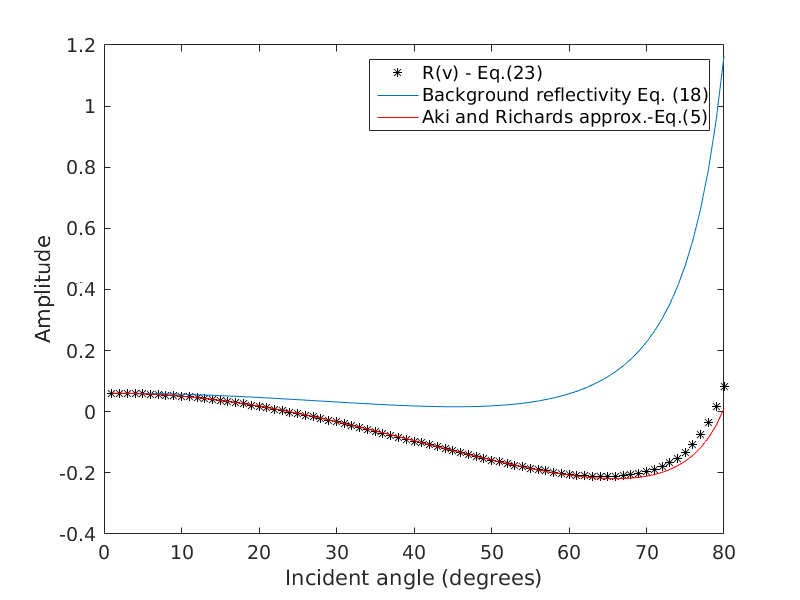 1.2
1
0.8
0.6
0.4
0.2
0
-0.2
-0.4
Amplitude
R(v) - Eq.(23)
Background reflectivity Eq. (18)
Aki and Richards approx.-Eq.(5)
0 10 20 30 40 50 60 70 80
Incident angle (degrees)